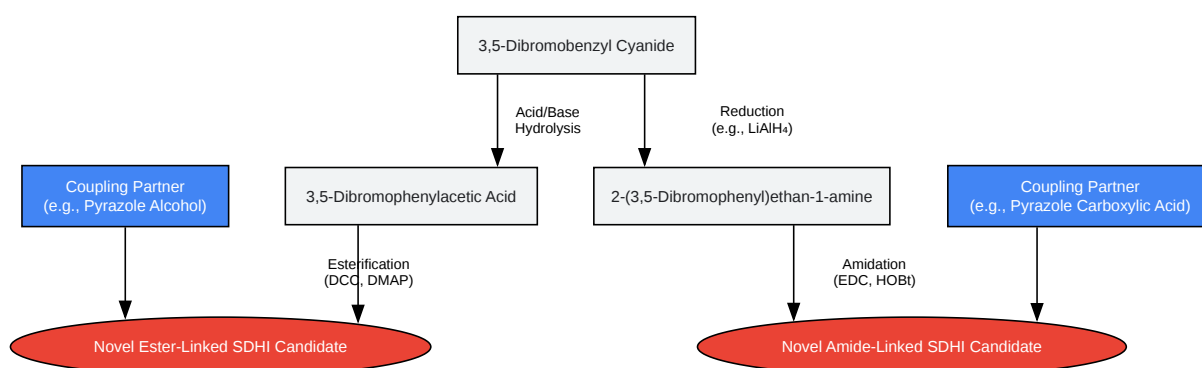 3,5-Dibromobenzyl Cyanide
Acid/Base
Hydrolysis
Reduction
(e.g., LiAlH₄)
Coupling Partner
(e.g., Pyrazole Alcohol)
3,5-Dibromophenylacetic Acid
2-(3,5-Dibromophenyl)ethan-1-amine
Coupling Partner
(e.g., Pyrazole Carboxylic Acid)
Esterification
(DCC, DMAP)
Amidation
(EDC, HOBt)
Novel Ester-Linked SDHI Candidate
Novel Amide-Linked SDHI Candidate